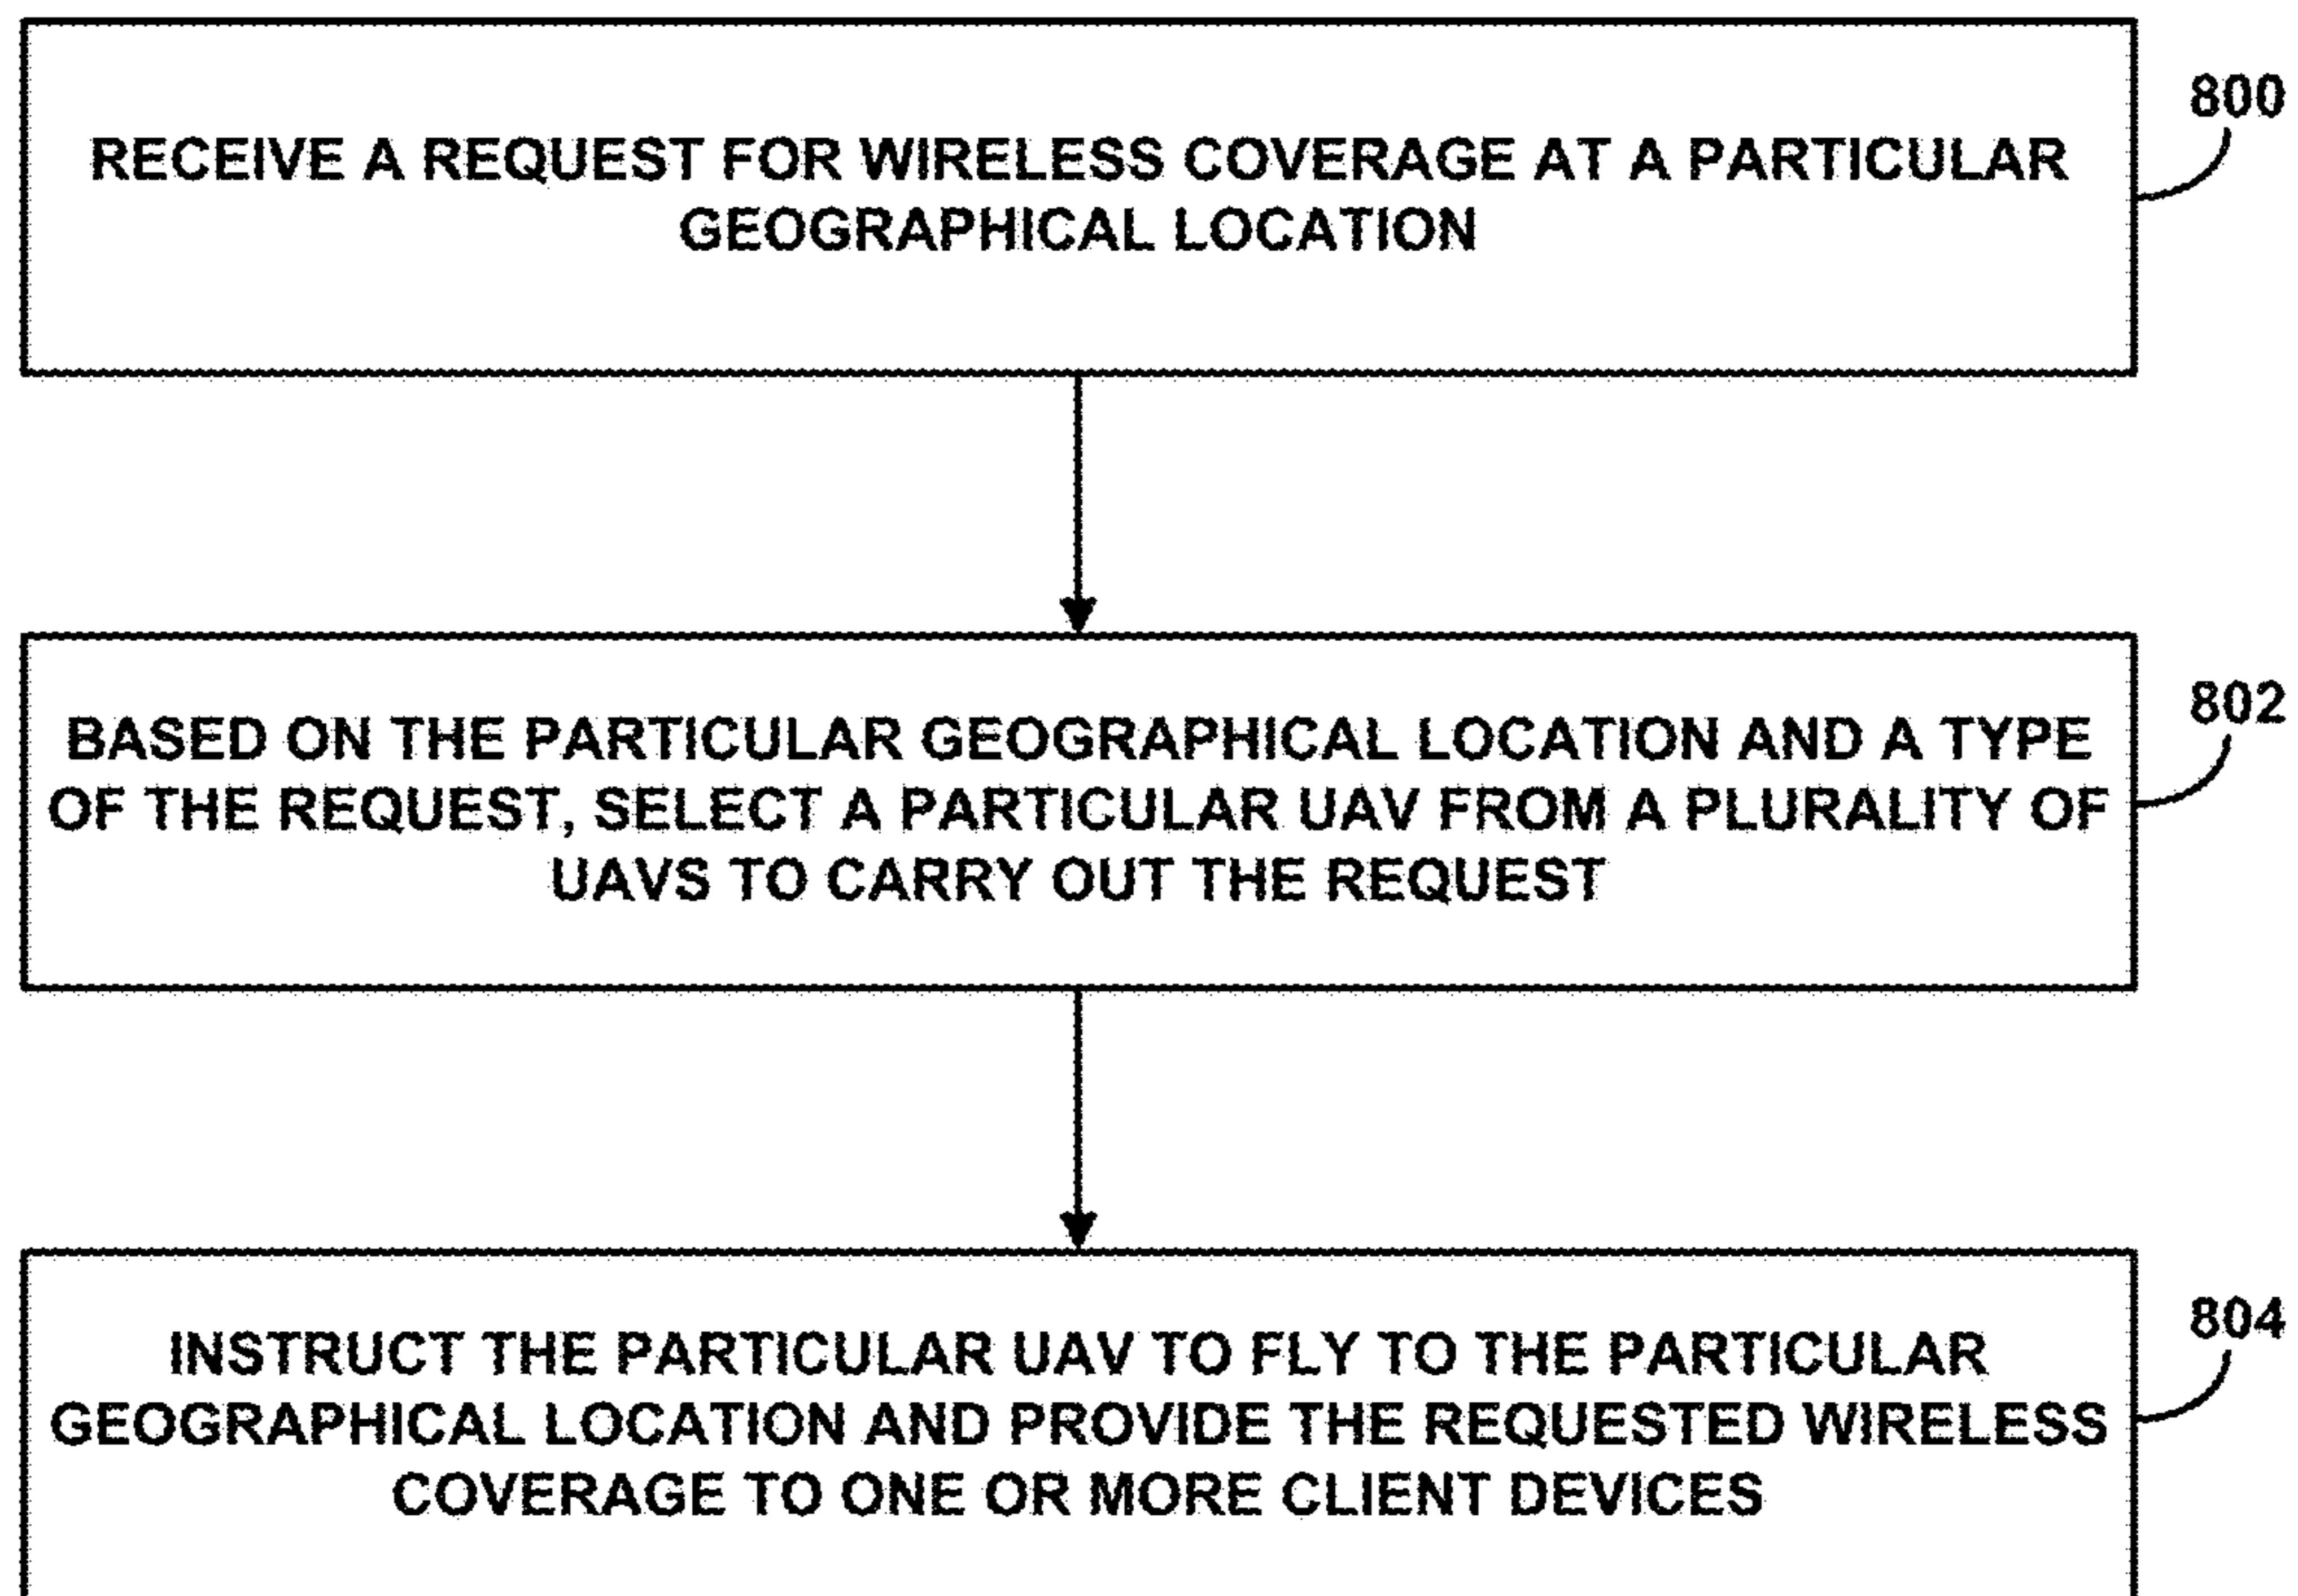 RECEIVE A REQUEST FOR WIRELESS COVERAGE AT A PARTICULAR
GEOGRAPHICAL LOCATION
800
BASED ON THE PARTICULAR GEOGRAPHICAL LOCATION AND A TYPE
OF THE REQUEST, SELECT A PARTICULAR UAV FROM A PLURALITY OF
UAVS TO CARRY OUT THE REQUEST
802
INSTRUCT THE PARTICULAR UAV TO FLY TO THE PARTICULAR
GEOGRAPHICAL LOCATION AND PROVIDE THE REQUESTED WIRELESS
COVERAGE TO ONE OR MORE CLIENT DEVICES
804